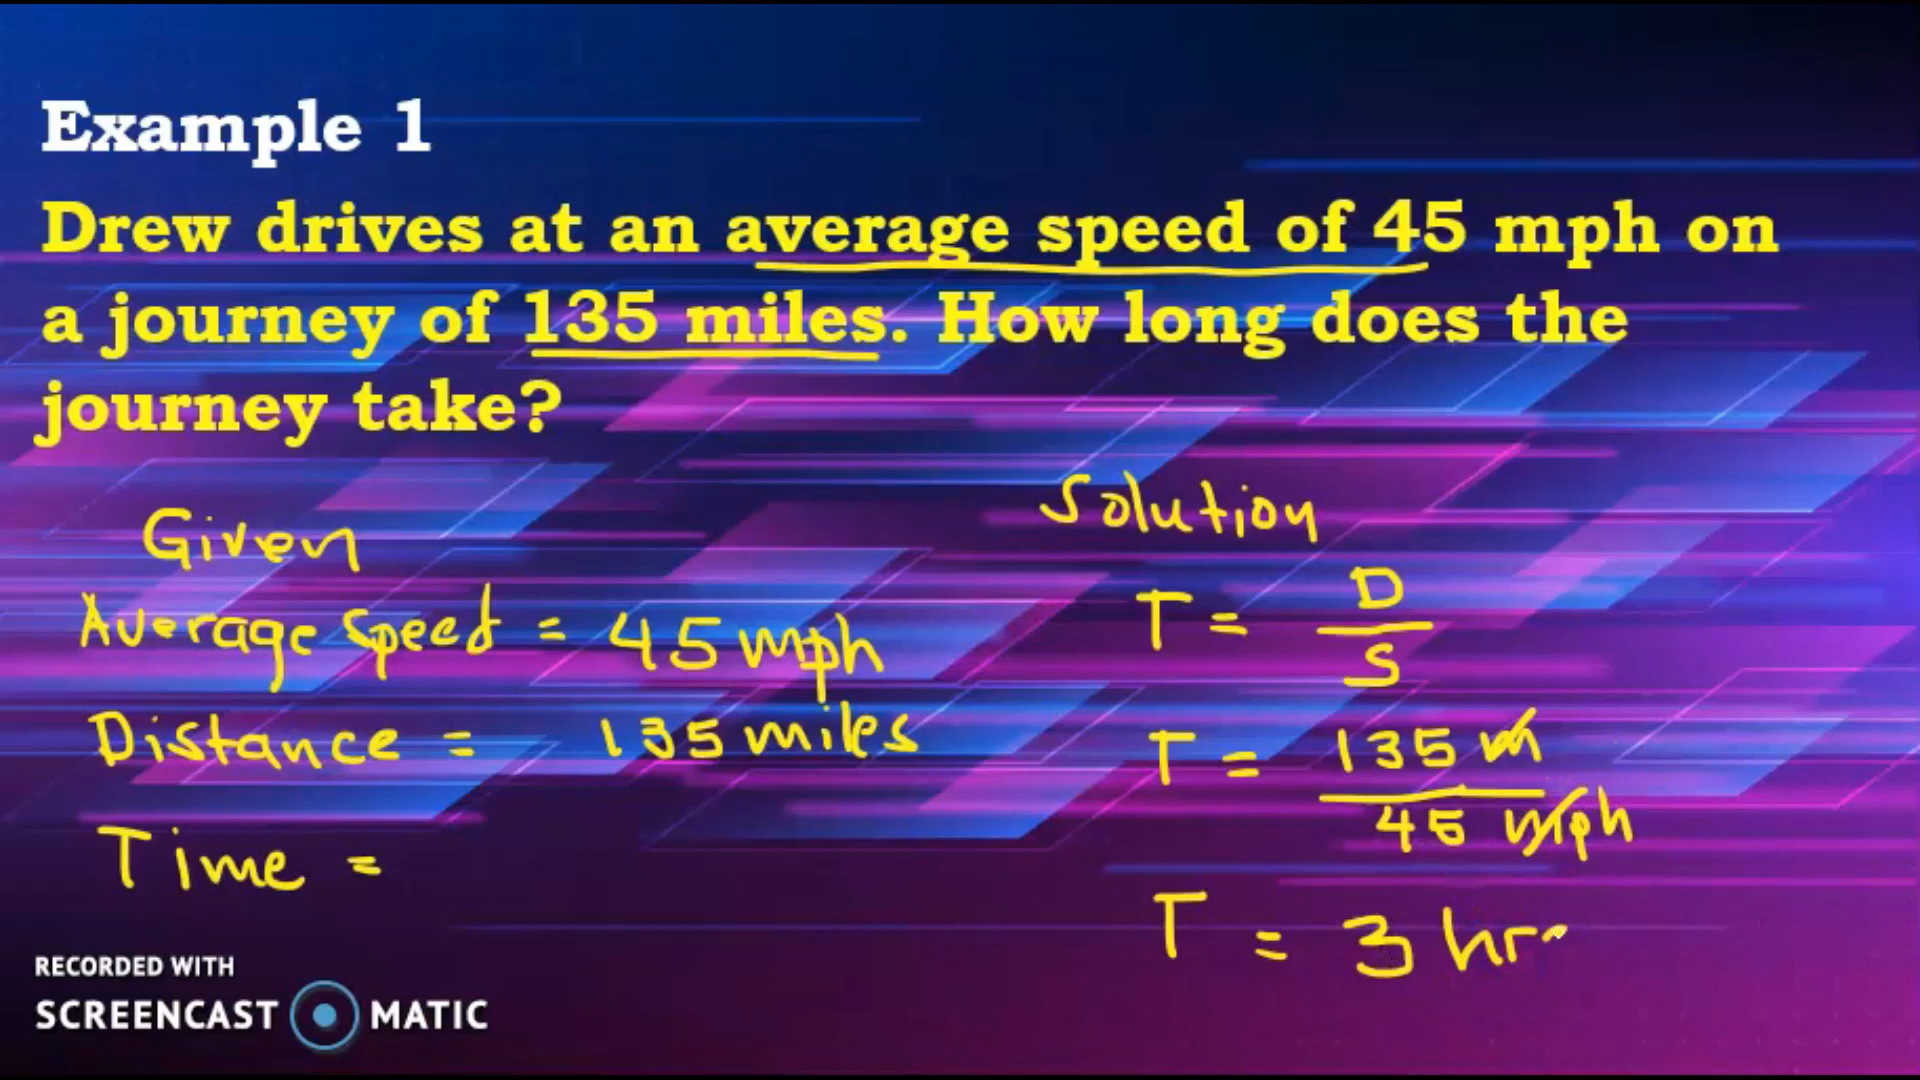 Example 1
Drew drives at an average speed of 45 mph on
a journey of 135 miles. How long does the
journey take?
Given
Average Speed = 45 mph
Distance = 135 miles
Time =
Solution
T = D
S
T = 135 m
45 mph
T = 3 hr
RECORDED WITH
SCREENCAST MATIC